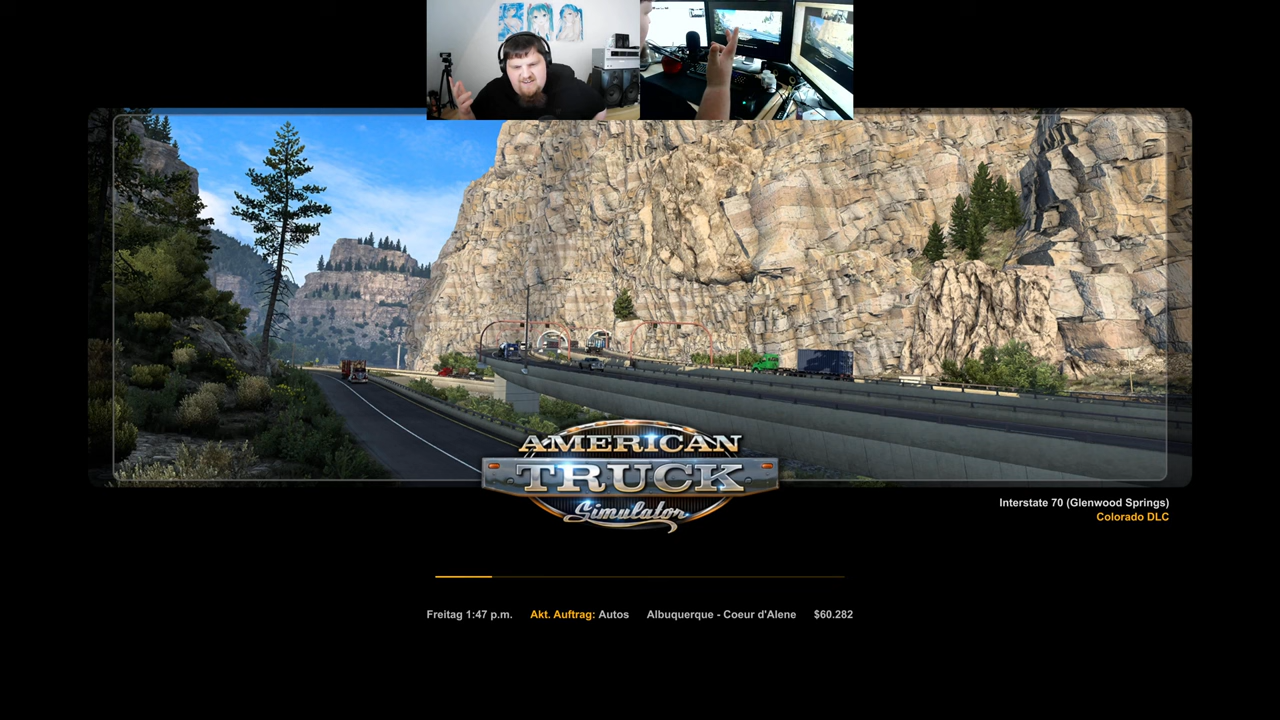 AMERICAN
TRUCK
Simulator
Interstate 70 (Glenwood Springs)
Colorado DLC
Freitag 1:47 p.m. Akt. Auftrag: Autos Albuquerque - Coeur d'Alene $60.282